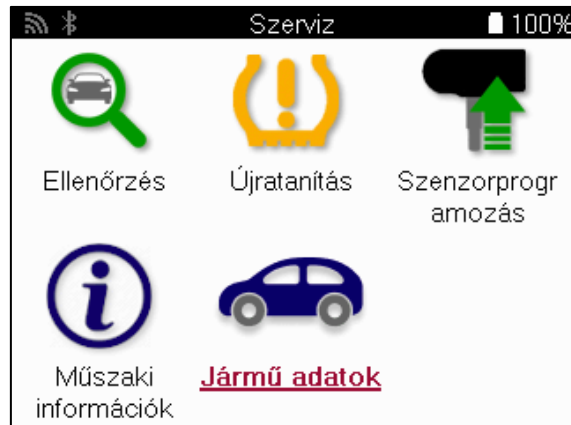 Szerviz 100%
Ellenőrzés Újratanítás Szenzorprogr
amozás
Műszaki Jármű adatok
információk